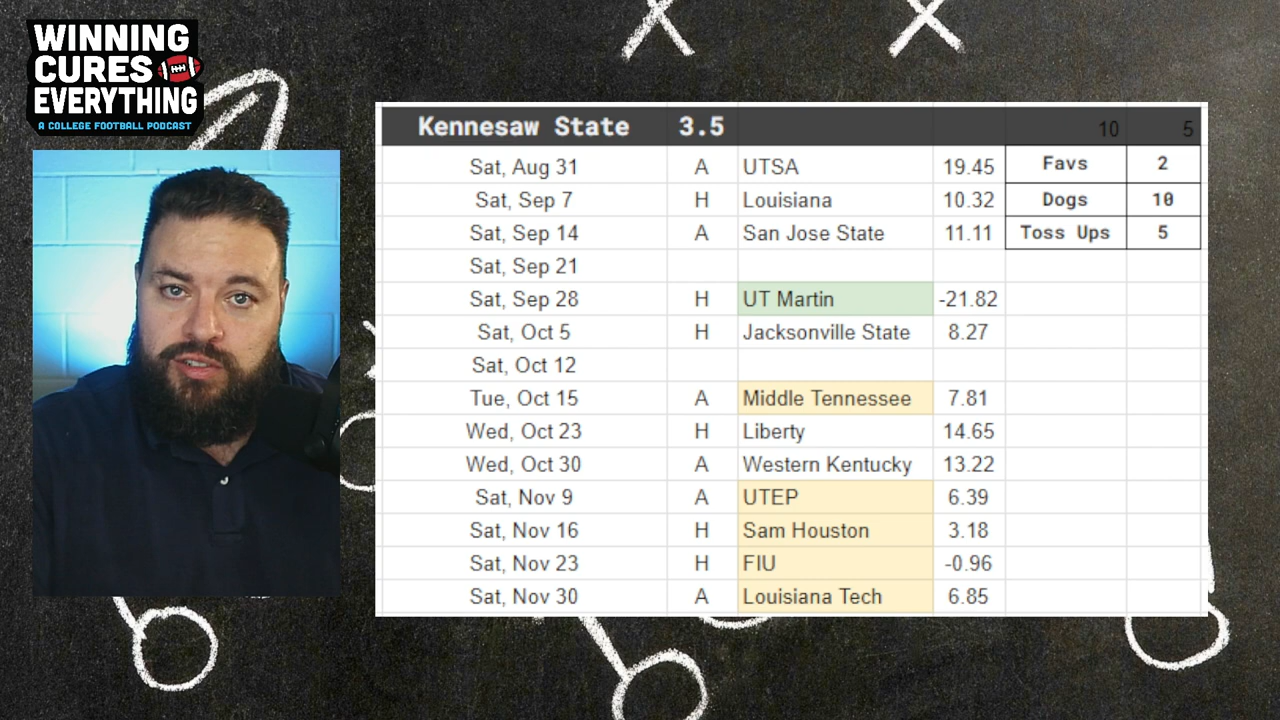 WINNING
CURES
EVERYTHING
A COLLEGE FOOTBALL PODCAST
Kennesaw State 3.5 10 5
Sat, Aug 31 A UTSA 19.45 Favs 2
Sat, Sep 7 H Louisiana 10.32 Dogs 10
Sat, Sep 14 A San Jose State 11.11 Toss Ups 5
Sat, Sep 21
Sat, Sep 28 H UT Martin -21.82
Sat, Oct 5 H Jacksonville State 8.27
Sat, Oct 12
Tue, Oct 15 A Middle Tennessee 7.81
Wed, Oct 23 H Liberty 14.65
Wed, Oct 30 A Western Kentucky 13.22
Sat, Nov 9 A UTEP 6.39
Sat, Nov 16 H Sam Houston 3.18
Sat, Nov 23 H FIU -0.96
Sat, Nov 30 A Louisiana Tech 6.85